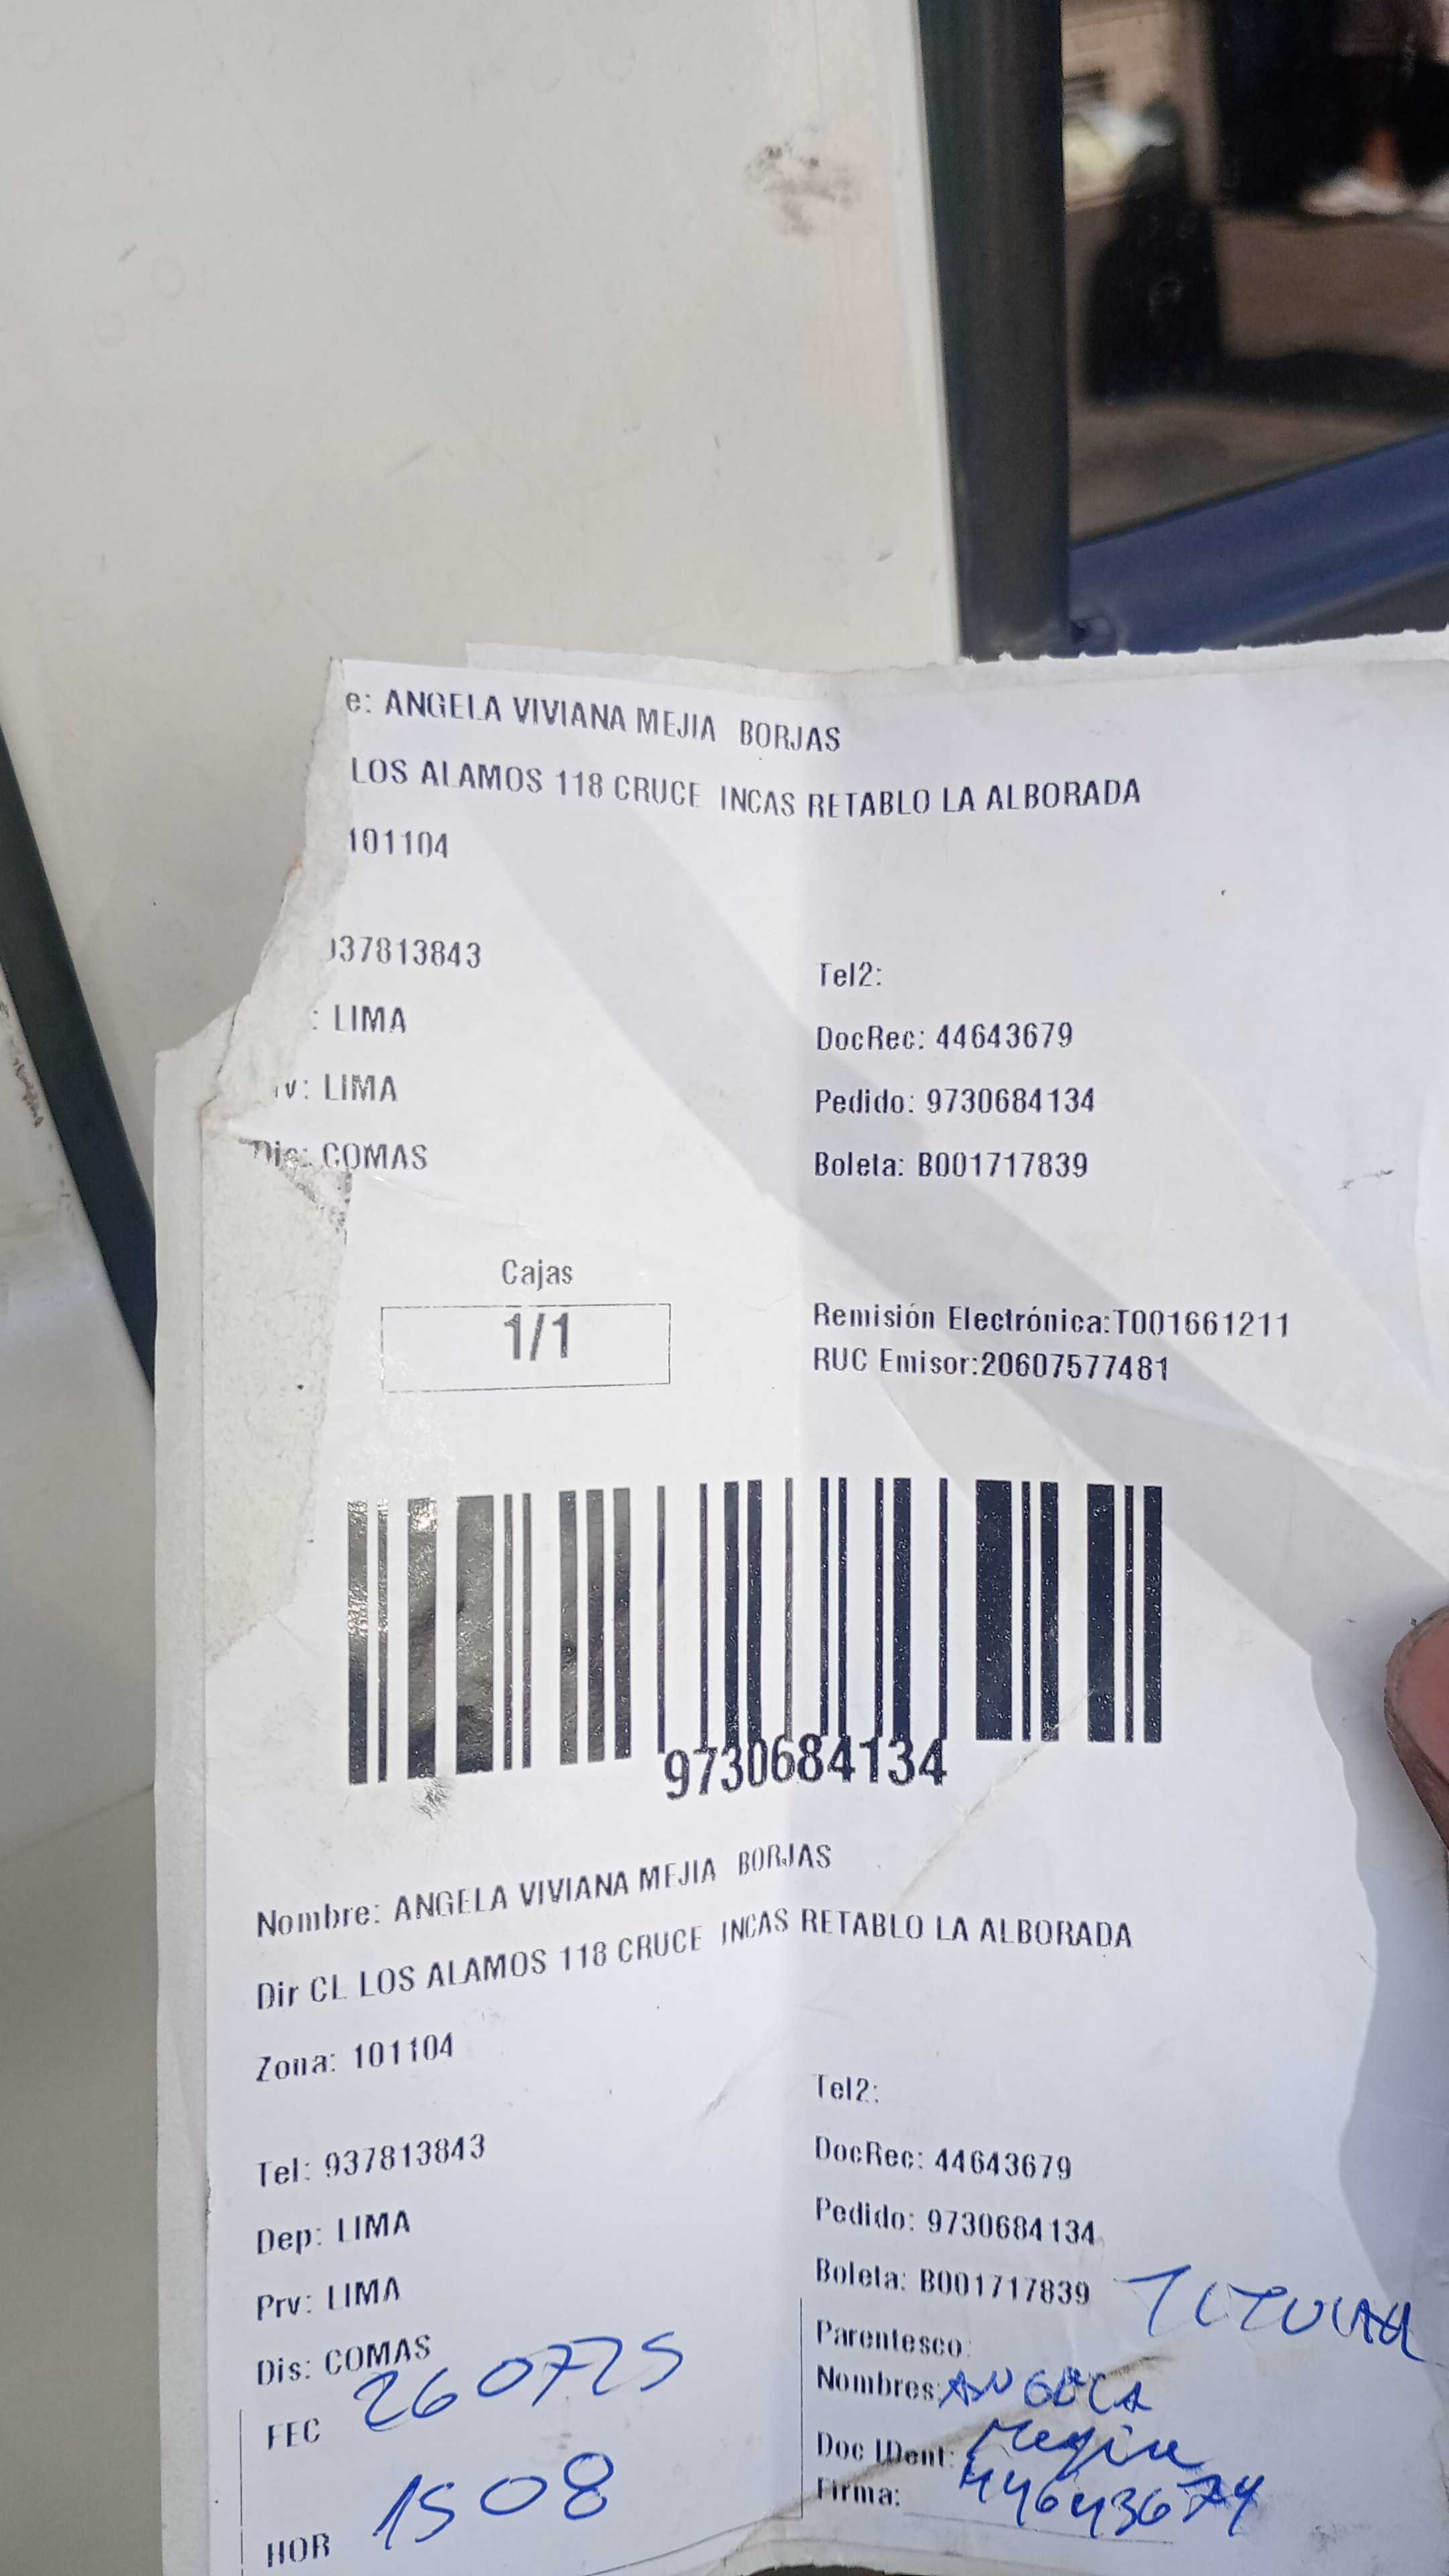 e: ANGELA VIVIANA MEJIA BORJAS
LOS ALAMOS 118 CRUCE INCAS RETABLO LA ALBORADA
101104
37813843
Tel2:
: LIMA
DocRec: 44643679
v: LIMA
Pedido: 9730684134
Dis: COMAS
Boleta: B001717839
Cajas
1/1
Remisión Electrónica:T001661211
RUC Emisor:20607577481
9730684134
Nombre: ANGELA VIVIANA MEJIA BORJAS
Dir CL LOS ALAMOS 118 CRUCE INCAS RETABLO LA ALBORADA
Zona: 101104
Tel2:
Tel: 937813843
DocRec: 44643679
Dep: LIMA
Pedido: 9730684134
Prv: LIMA
Boleta: B001717839 TITULAR
Dis: COMAS
Parentesco:
FEC 260725
Nombres: ANGELA
Mejia
Doc IDent:
Firma:
HOR 1508